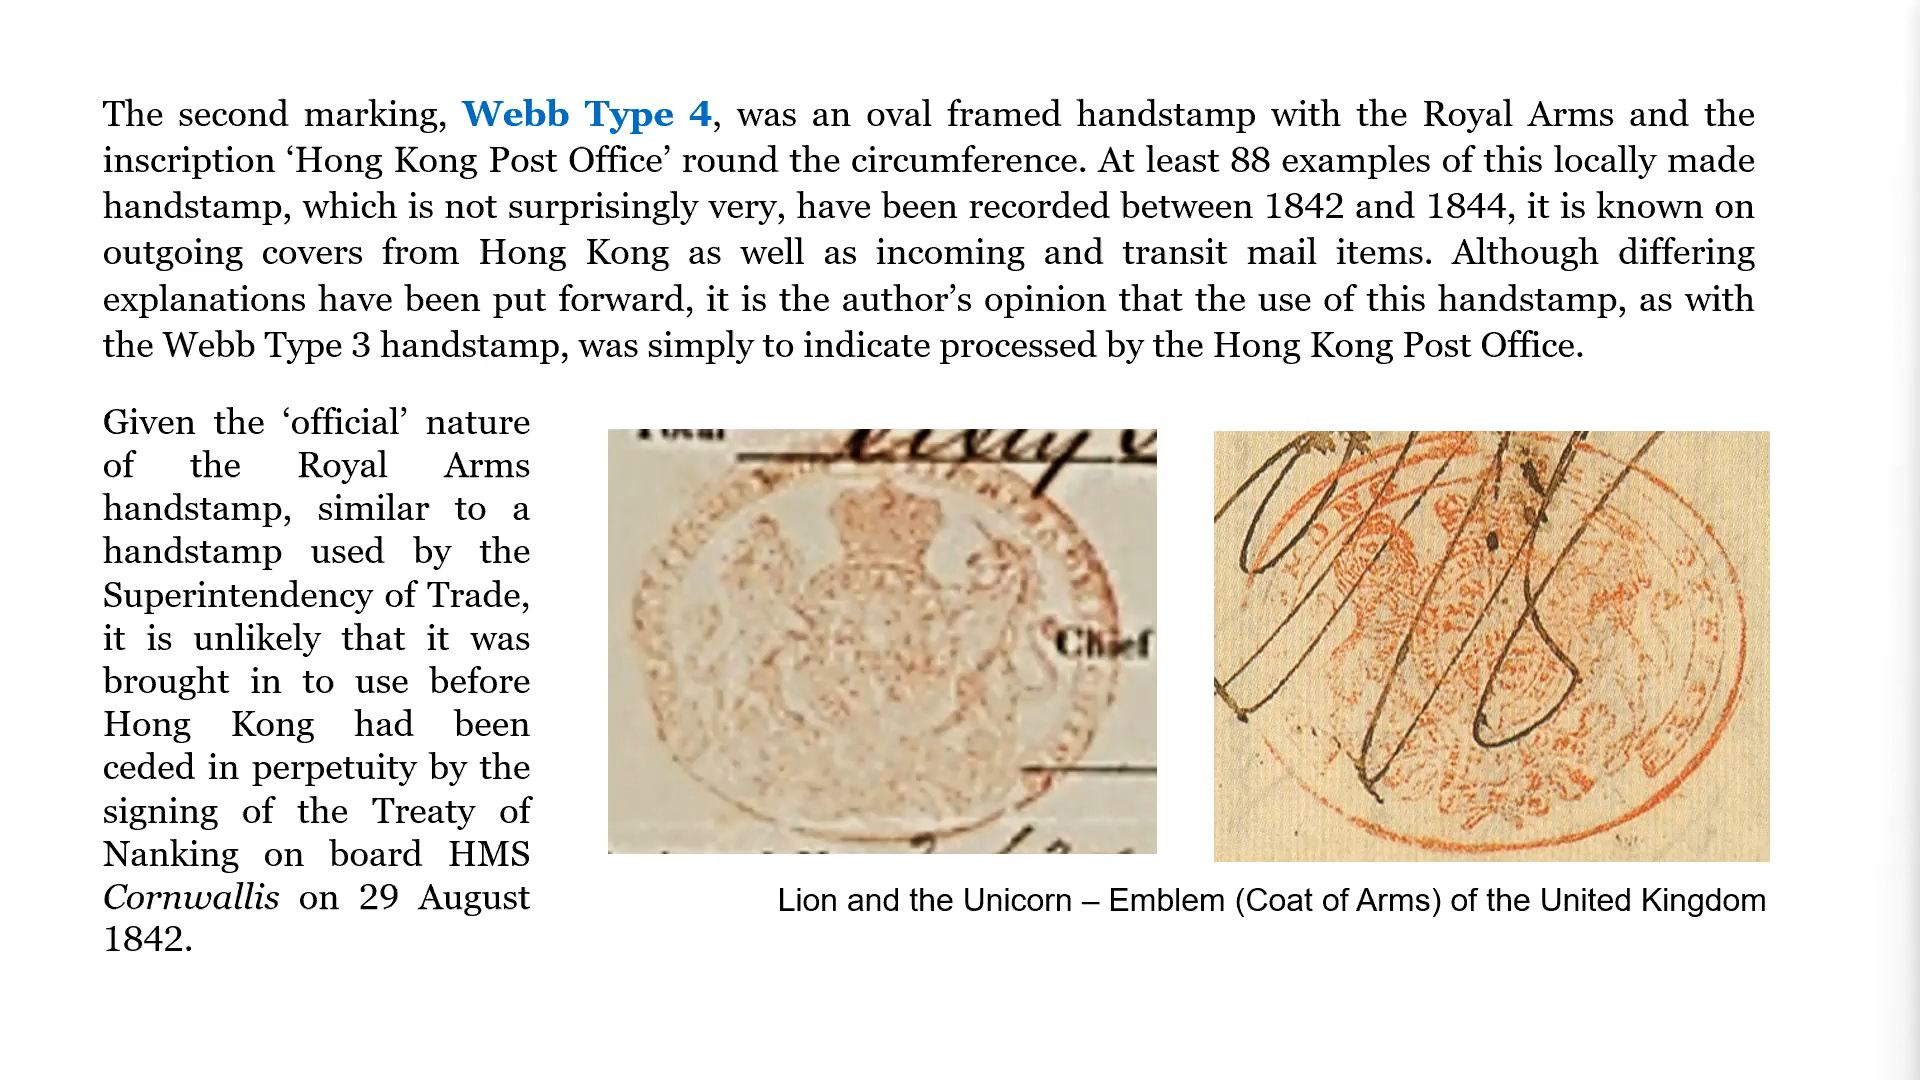 The second marking, Webb Type 4, was an oval framed handstamp with the Royal Arms and the
inscription ‘Hong Kong Post Office’ round the circumference. At least 88 examples of this locally made
handstamp, which is not surprisingly very, have been recorded between 1842 and 1844, it is known on
outgoing covers from Hong Kong as well as incoming and transit mail items. Although differing
explanations have been put forward, it is the author’s opinion that the use of this handstamp, as with
the Webb Type 3 handstamp, was simply to indicate processed by the Hong Kong Post Office.
Given the ‘official’ nature
of the Royal Arms
handstamp, similar to a
handstamp used by the
Superintendency of Trade,
it is unlikely that it was
brought in to use before
Hong Kong had been
ceded in perpetuity by the
signing of the Treaty of
Nanking on board HMS
Cornwallis on 29 August
1842.
Chief
Lion and the Unicorn – Emblem (Coat of Arms) of the United Kingdom